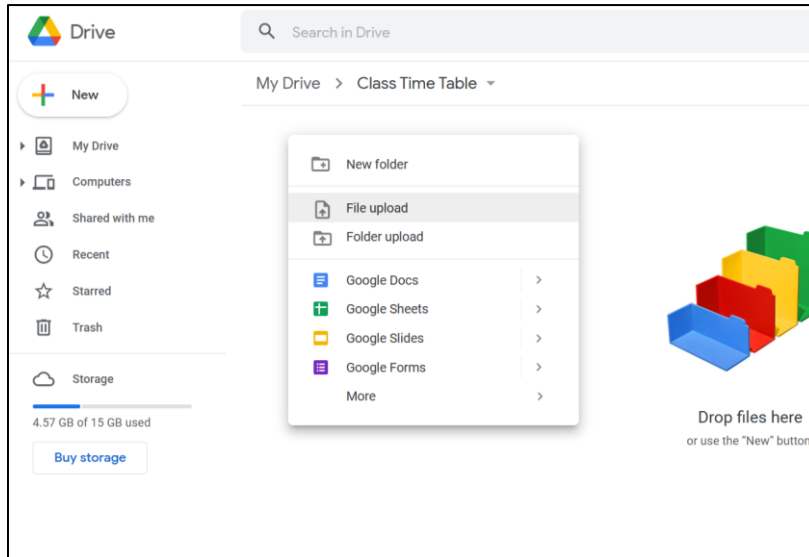 Drive
Search in Drive
New
My Drive > Class Time Table
My Drive
Computers
Shared with me
Recent
Starred
Trash
Storage
4.57 GB of 15 GB used
Buy storage
New folder
File upload
Folder upload
Google Docs
Google Sheets
Google Slides
Google Forms
More
Drop files here
or use the "New" button